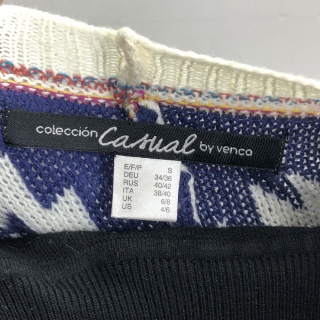 colección Casual by venca
E/F/P S
DEU 34/36
RUS 40/42
ITA 38/40
UK 6/8
US 4/6